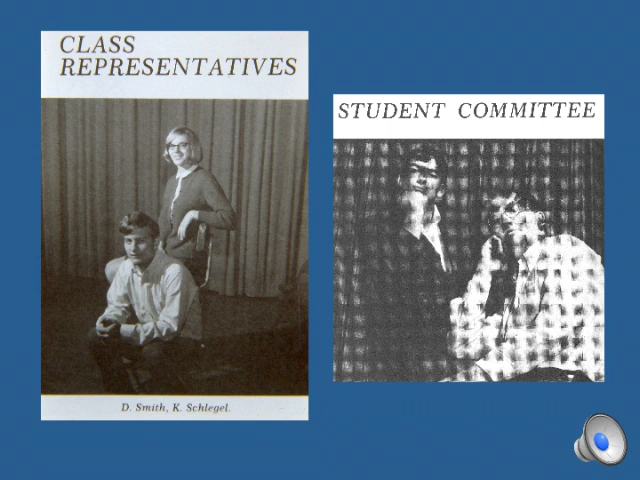 CLASS
REPRESENTATIVES
D. Smith, K. Schlegel.
STUDENT COMMITTEE